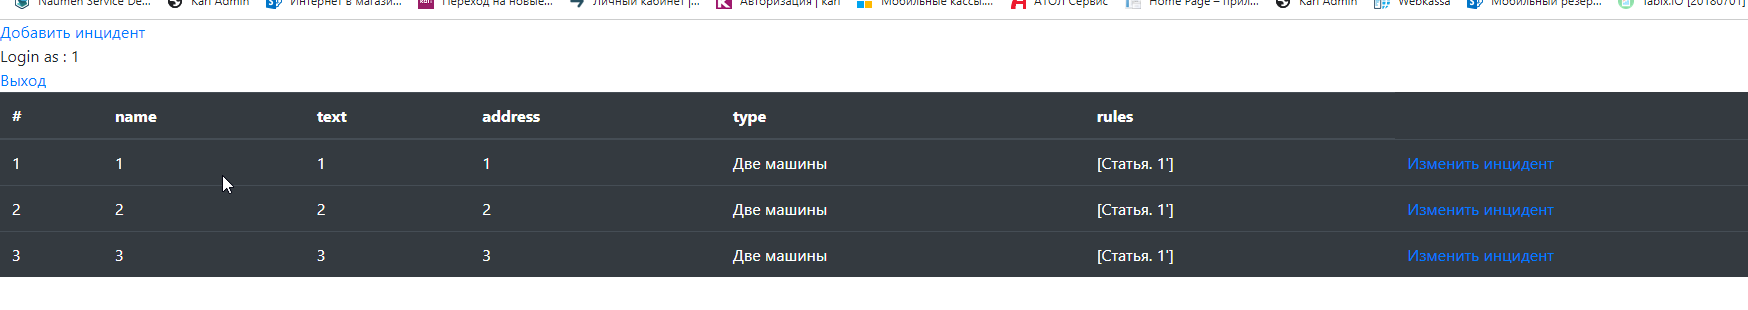 Naumen Service De... Kari Admin Интернет в магази... Переход на новые... Личный кабинет |... Авторизация | kari Мобильные кассы.... АТОЛ Сервис Home Page – прил... Kari Admin Webkassa Мобильный резер... Tabix.IO [20180701]
Добавить инцидент
Login as : 1
Выход
# name text address type rules
1 1 1 1 Две машины [Статья. 1'] Изменить инцидент
2 2 2 2 Две машины [Статья. 1'] Изменить инцидент
3 3 3 3 Две машины [Статья. 1'] Изменить инцидент